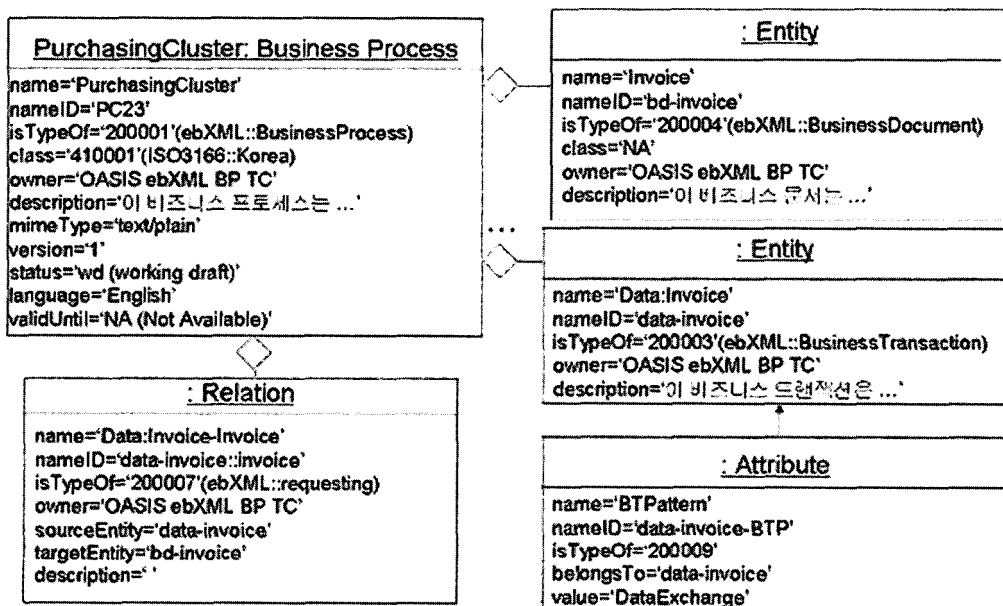 PurchasingCluster: Business Process
name='PurchasingCluster'
nameID='PC23'
isTypeOf='200001'(ebXML::BusinessProcess)
class='410001'(ISO3166::Korea)
owner='OASIS ebXML BP TC'
description='이 비즈니스 프로세스는 ...'
mimeType='text/plain'
version='1'
status='wd (working draft)'
language='English'
validUntil='NA (Not Available)'
: Entity
name='Invoice'
nameID='bd-invoice'
isTypeOf='200004'(ebXML::BusinessDocument)
class='NA'
owner='OASIS ebXML BP TC'
description='이 비즈니스 문서는 ...'
...
: Entity
name='Data:Invoice'
nameID='data-invoice'
isTypeOf='200003'(ebXML::BusinessTransaction)
owner='OASIS ebXML BP TC'
description='이 비즈니스 트랜잭션은 ...'
: Relation
name='Data:Invoice-Invoice'
nameID='data-invoice::invoice'
isTypeOf='200007'(ebXML::requesting)
owner='OASIS ebXML BP TC'
sourceEntity='data-invoice'
targetEntity='bd-invoice'
description=' '
: Attribute
name='BTPattern'
nameID='data-invoice-BTP'
isTypeOf='200009'
belongsTo='data-invoice'
value='DataExchange'